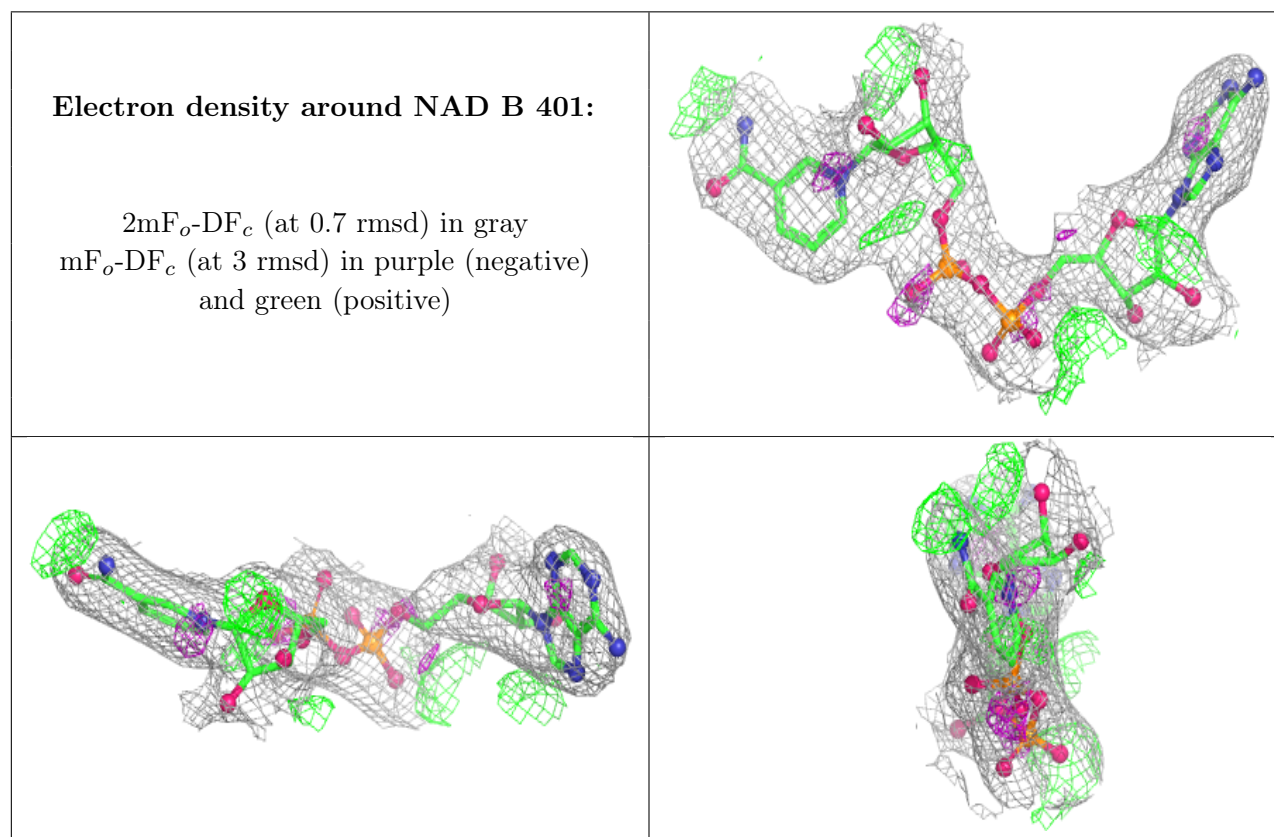 Electron density around NAD B 401:
2mFo-DFc (at 0.7 rmsd) in gray
mFo-DFc (at 3 rmsd) in purple (negative)
and green (positive)